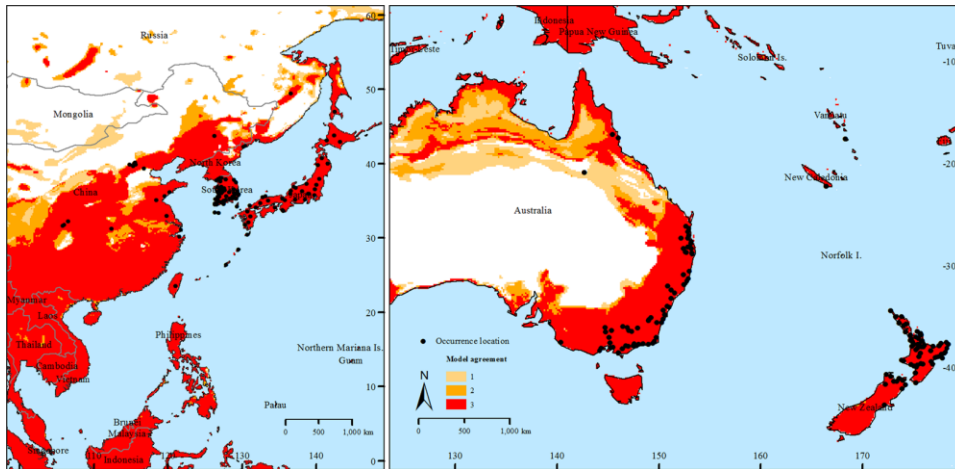 60
Russia
50
Mongolia
40
North Korea
South Korea
China
30
20
Myanmar
Laos
Thailand
Philippines
Cambodia
Vietnam
Northern Mariana Is.
Guam
10
Palau
Brunei
Malaysia
Singapore
Indonesia
0 500 1,000 km
110 120 130 140 0
Indonesia
Papua New Guinea
Timor-Leste
Solomon Is.
Tuva
-10
Vanuatu
-20
New Caledonia
Australia
Norfolk I.
-30
Occurrence location
Model agreement
N
1
2
3
-40
New Zealand
0 500 1,000 km
130 140 150 160 170